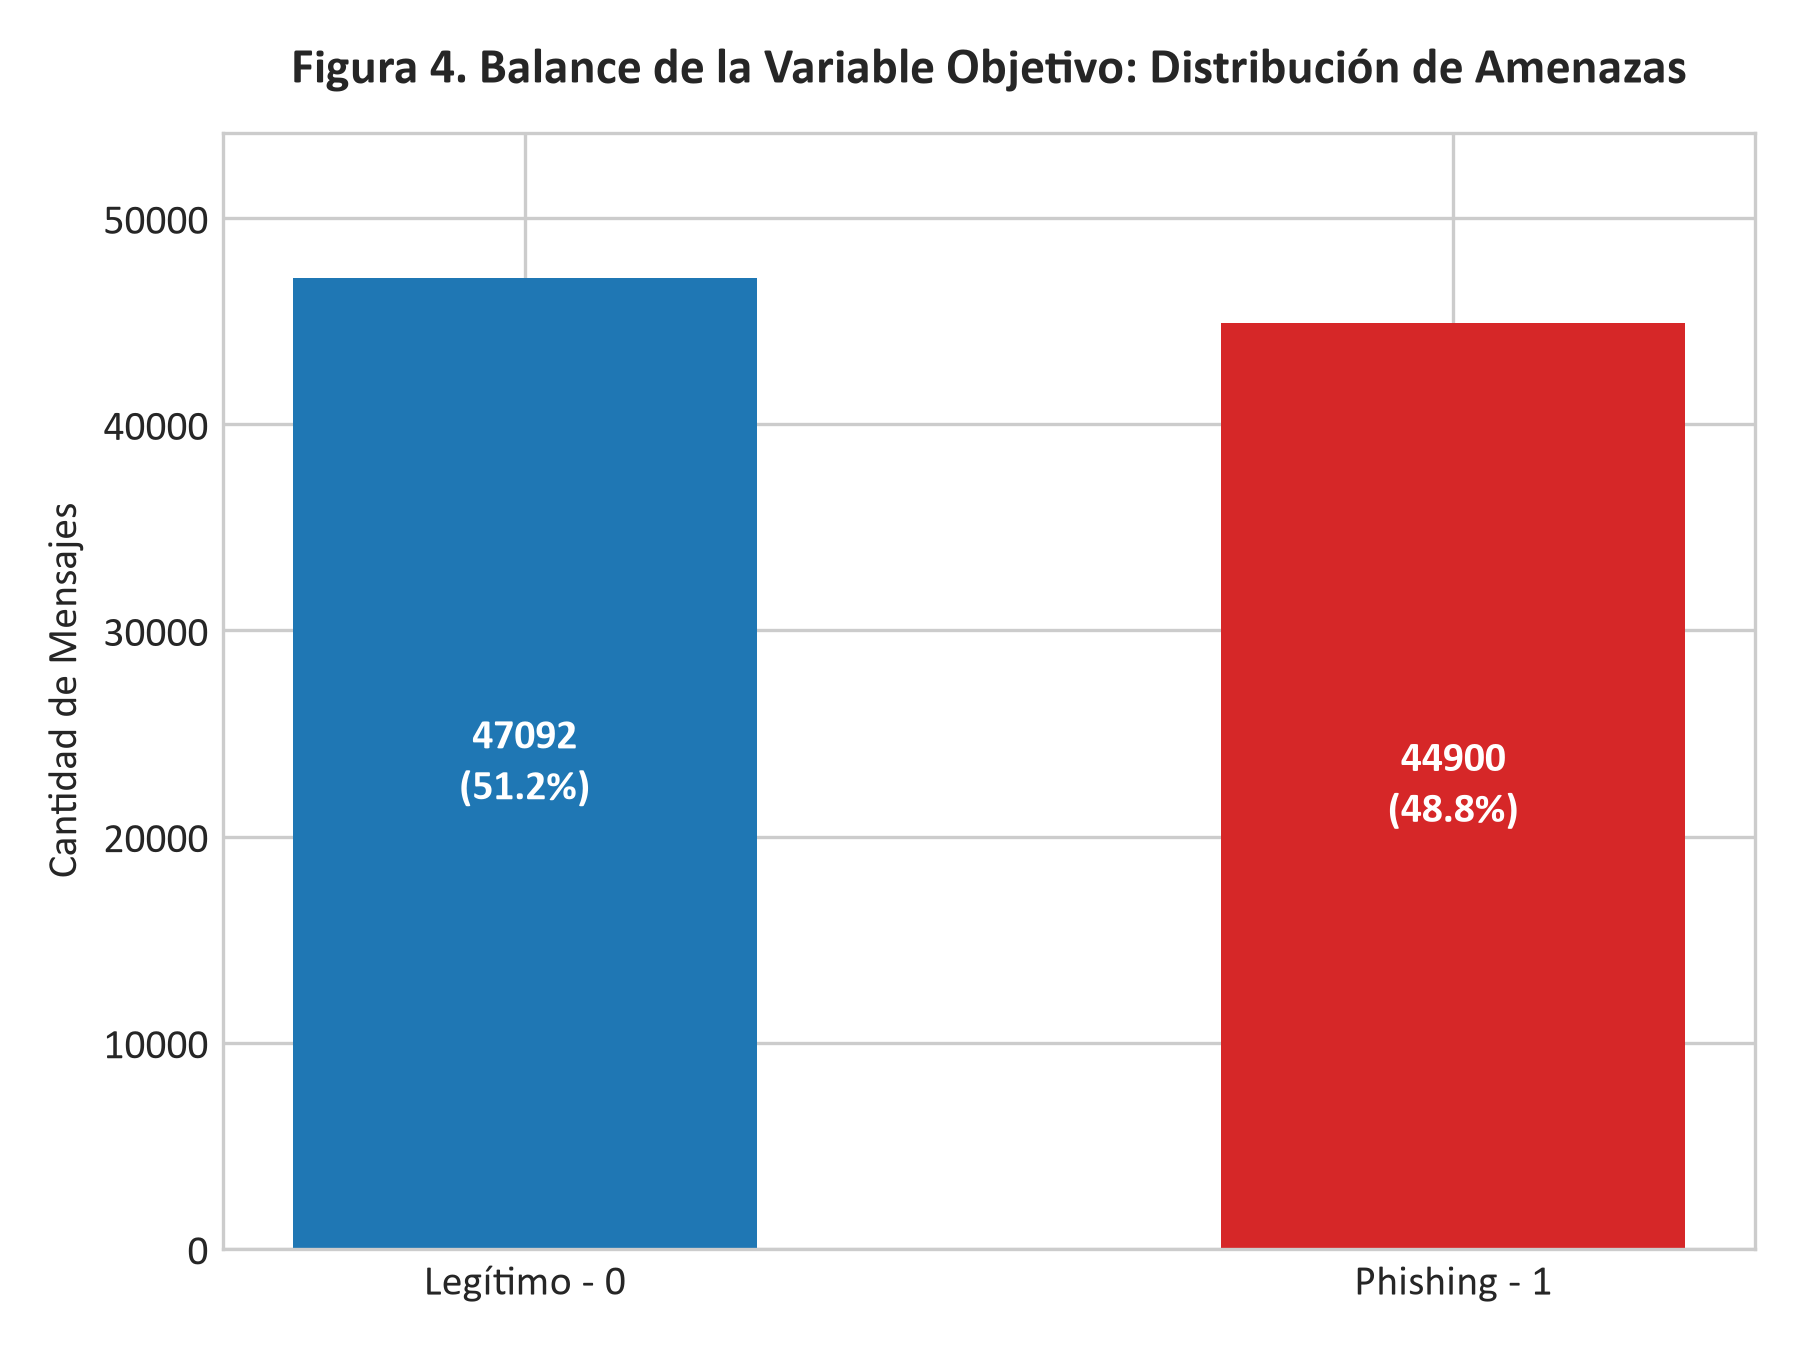 Figura 4. Balance de la Variable Objetivo: Distribución de Amenazas
Cantidad de Mensajes
50000
40000
30000
20000
10000
0
47092
(51.2%)
44900
(48.8%)
Legítimo - 0
Phishing - 1